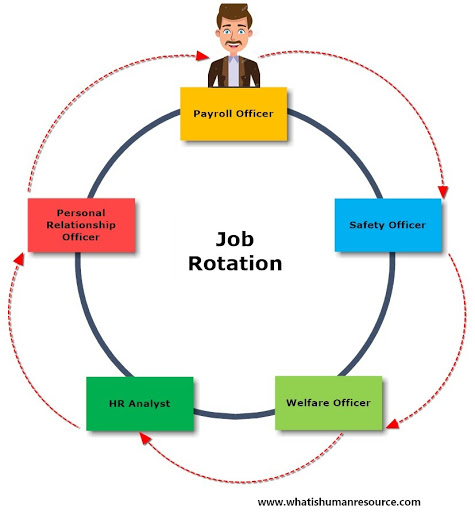 Payroll Officer
Personal
Relationship
Officer
Safety Officer
Job
Rotation
HR Analyst
Welfare Officer
www.whatishumanresource.com